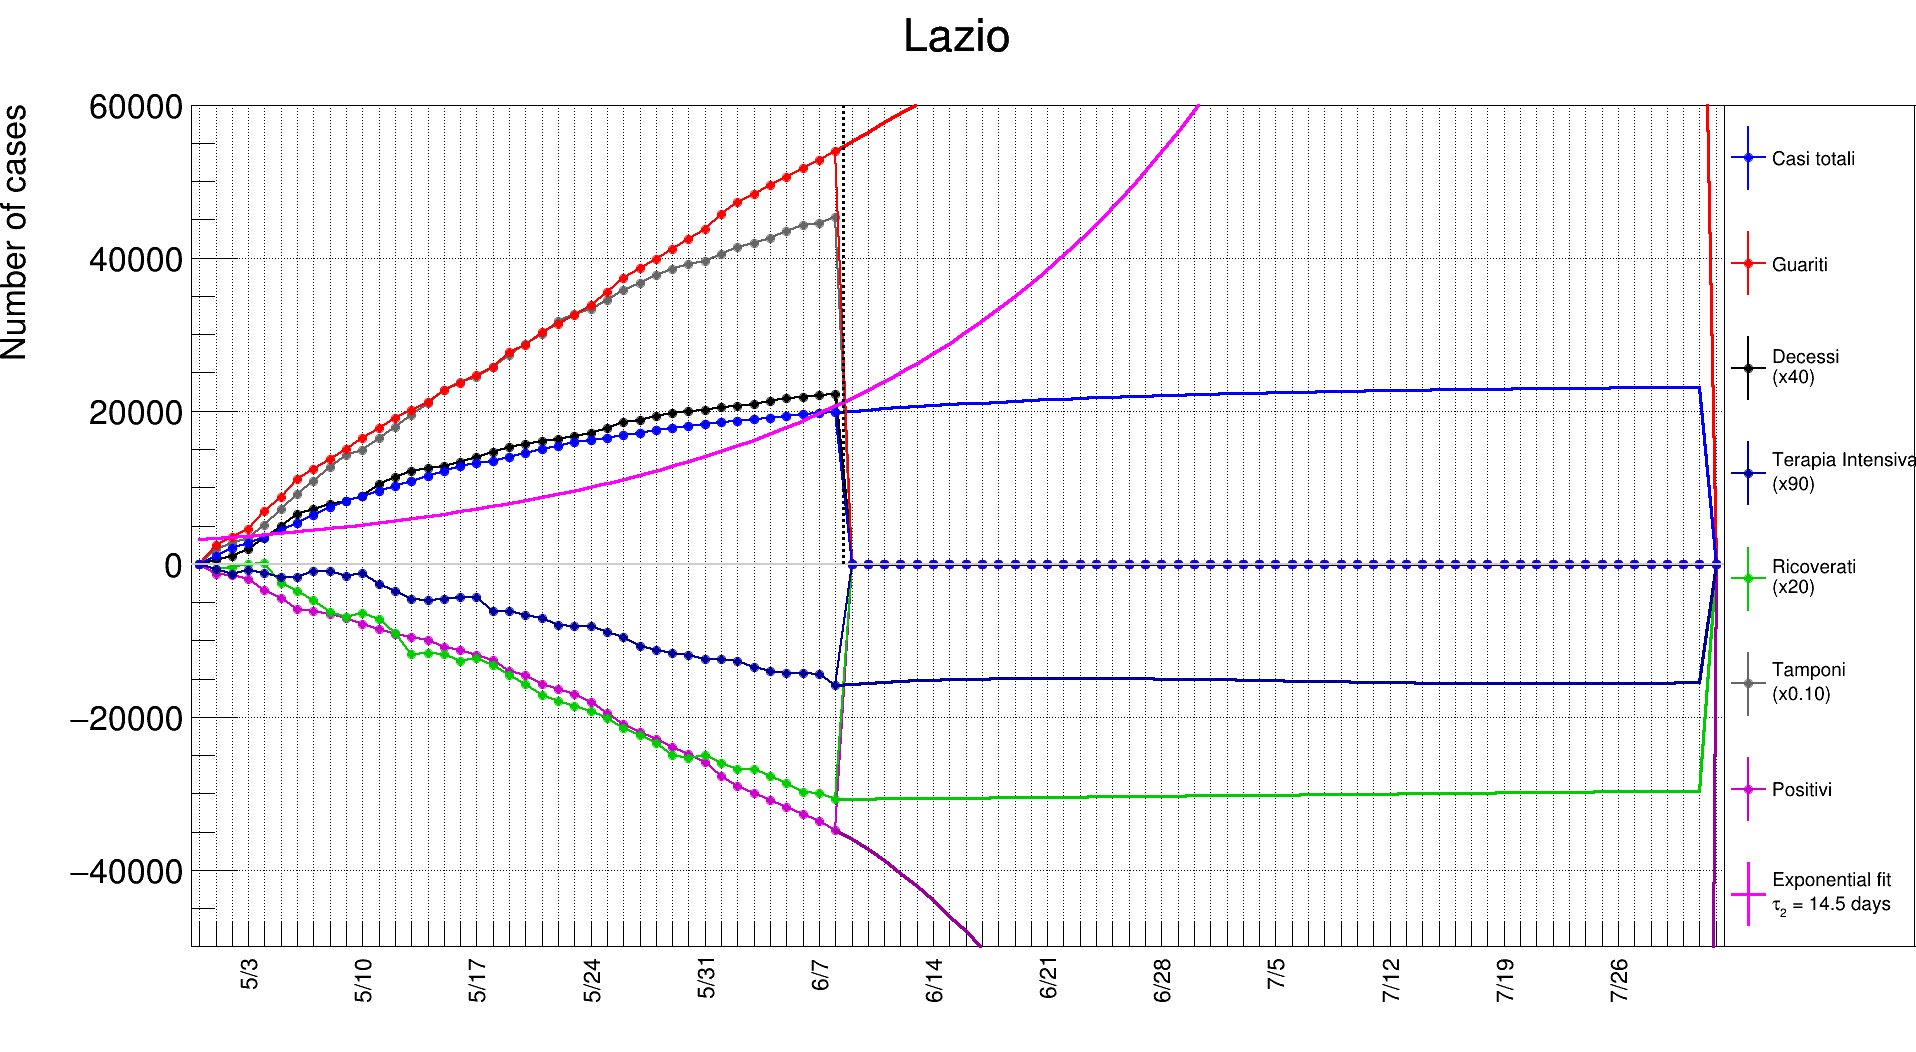 Lazio
Number of cases
60000
40000
20000
0
−20000
−40000
5/3
5/10
5/17
5/24
5/31
6/7
6/14
6/21
6/28
7/5
7/12
7/19
7/26
Casi totali
Guariti
Decessi
(x40)
Terapia Intensiva
(x90)
Ricoverati
(x20)
Tamponi
(x0.10)
Positivi
Exponential fit
τ2 = 14.5 days